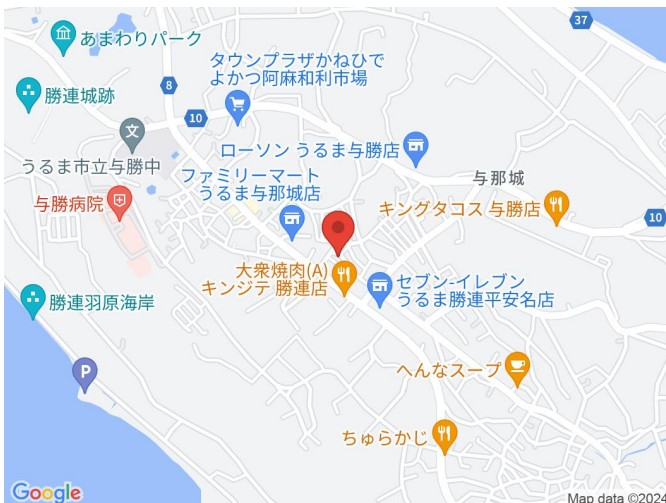 37
あまわりパーク
タウンプラザかねひで
よかつ阿麻和利市場
8
勝連城跡
10
うるま市立与勝中
文
ローソン うるま与勝店
ファミリーマート
うるま与那城店
与那城
与勝病院
キングタコス 与勝店
10
大衆焼肉(A)
キンジテ 勝連店
セブン-イレブン
うるま勝連平安名店
勝連羽原海岸
P
へんなスープ
ちゅらかじ
Google
Map data ©2024